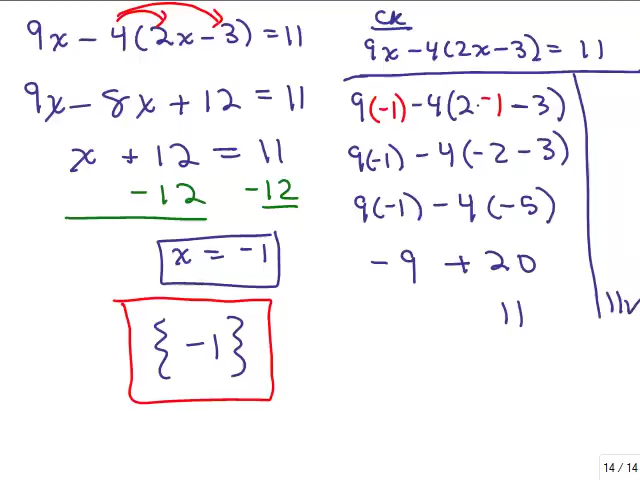 9x - 4(2x - 3) = 11
9x - 8x + 12 = 11
x + 12 = 11
-12 -12
x = -1
{-1}
CK
9x - 4(2x - 3) = 11
9(-1) - 4(2·-1 - 3)
9(-1) - 4(-2 - 3)
9(-1) - 4(-5)
-9 + 20
11 11✓
14 / 14